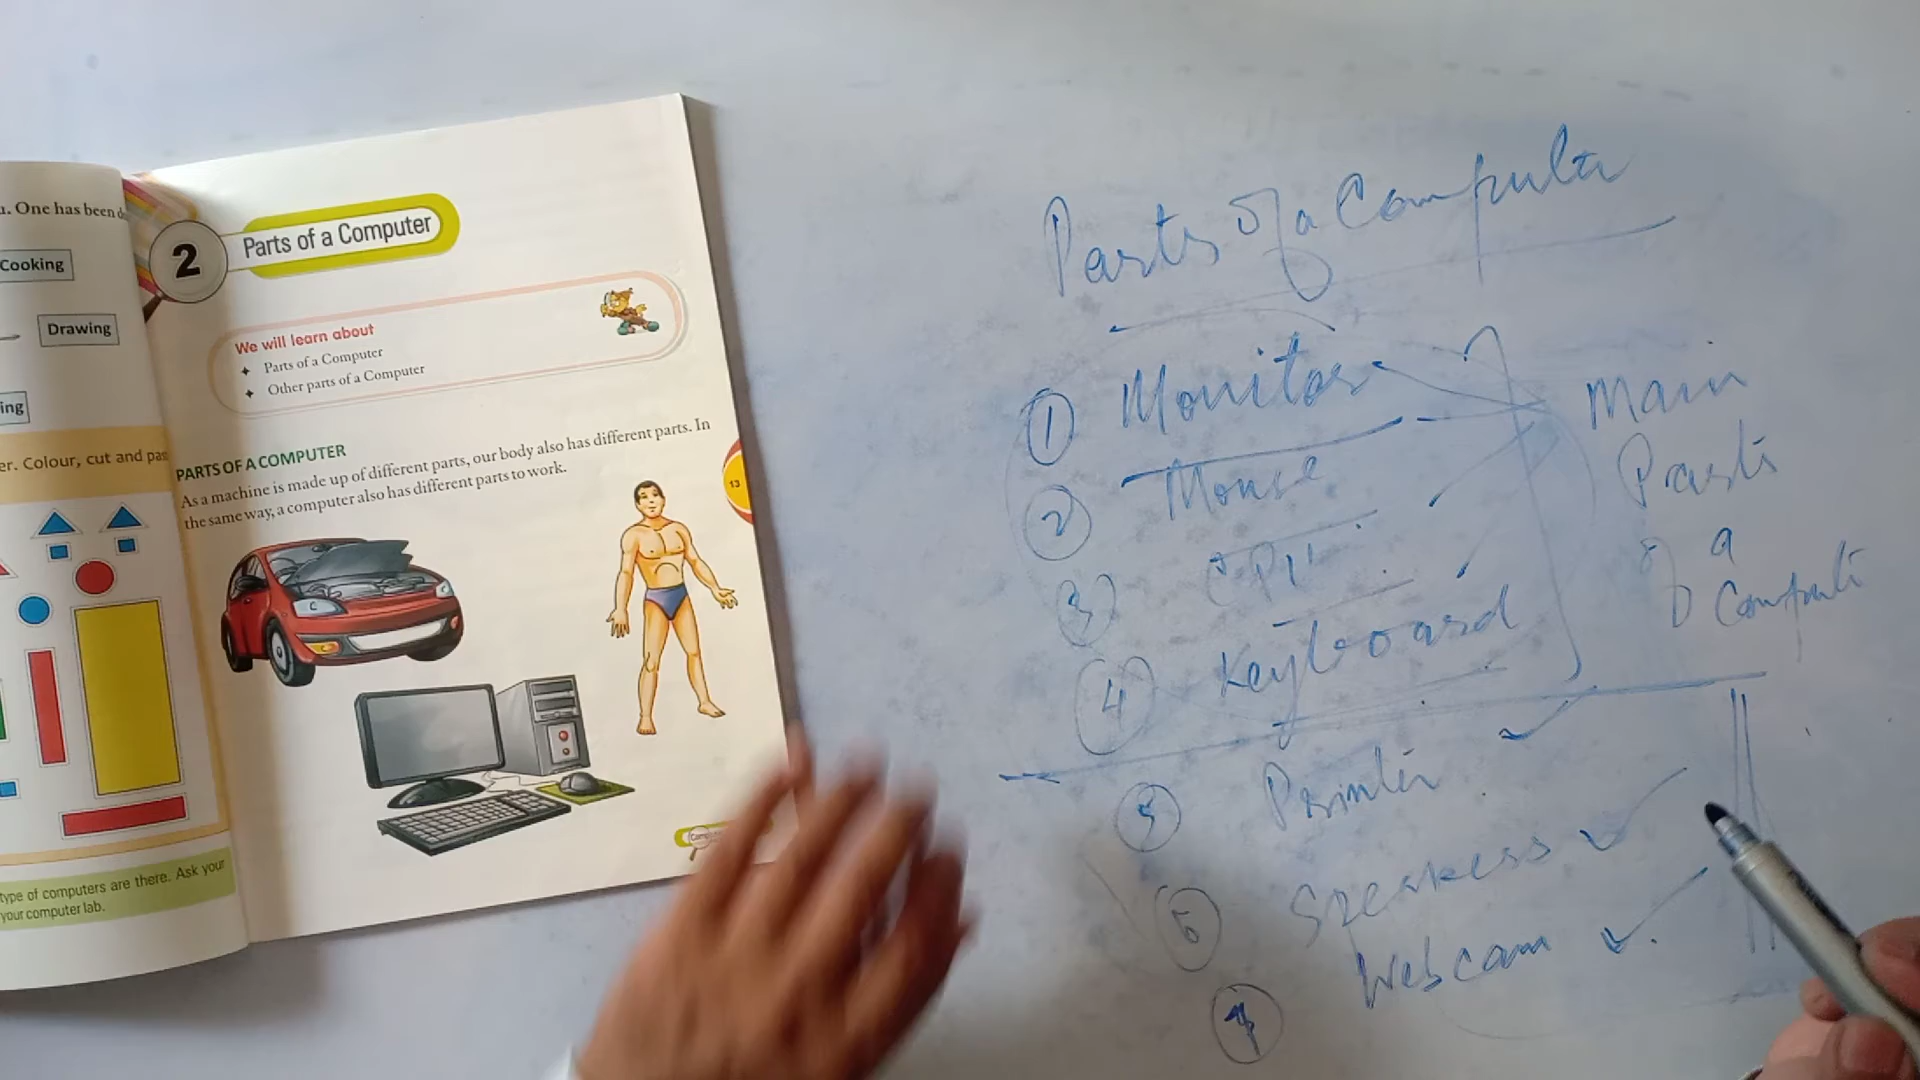 u. One has been d
Cooking
Drawing
ing
er. Colour, cut and pas
type of computers are there. Ask your
your computer lab.
2
Parts of a Computer
We will learn about
Parts of a Computer
Other parts of a Computer
PARTS OF A COMPUTER
As a machine is made up of different parts, our body also has different parts. In
the same way, a computer also has different parts to work.
13
Parts of a Computer
1 Monitor
2 Mouse
3 CPU
4 Keyboard
Main
Parts
of a
Computer
5 Printer
6 Speakers
7 Webcam